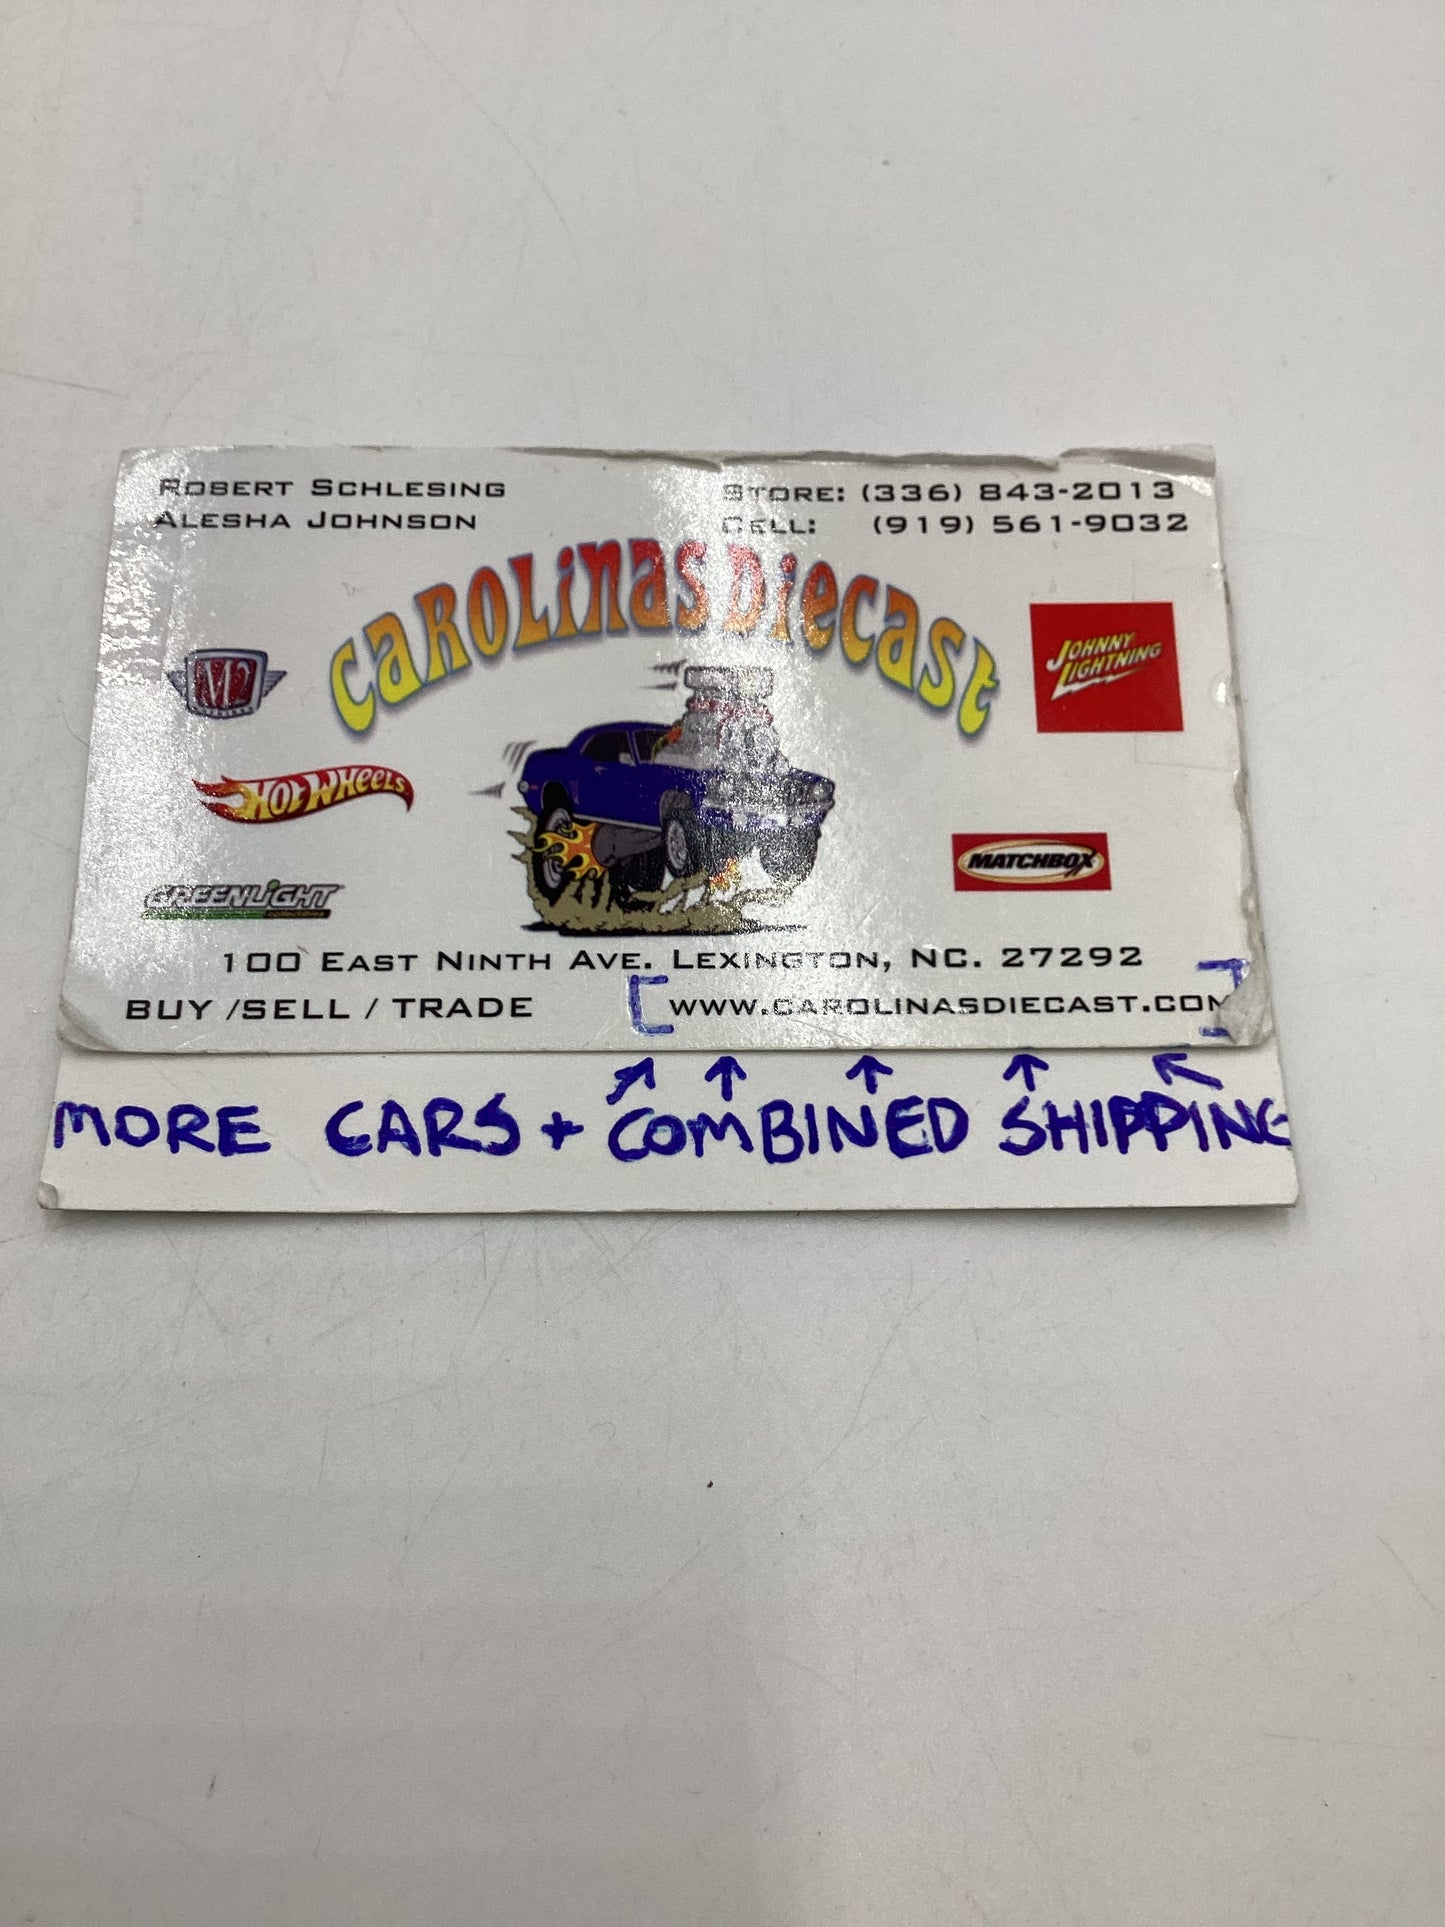 ROBERT SCHLESING
ALESHA JOHNSON
STORE: (336) 843-2013
CELL: (919) 561-9032
CAROLINAS DIECAST
M2
JOHNNY
LIGHTNING
HOT WHEELS
MATCHBOX
GREENLIGHT
collectibles
100 EAST NINTH AVE. LEXINGTON, NC. 27292
BUY /SELL / TRADE
[WWW.CAROLINASDIECAST.COM]
↗ ↑ ↑ ↑ ↖
MORE CARS + COMBINED SHIPPING